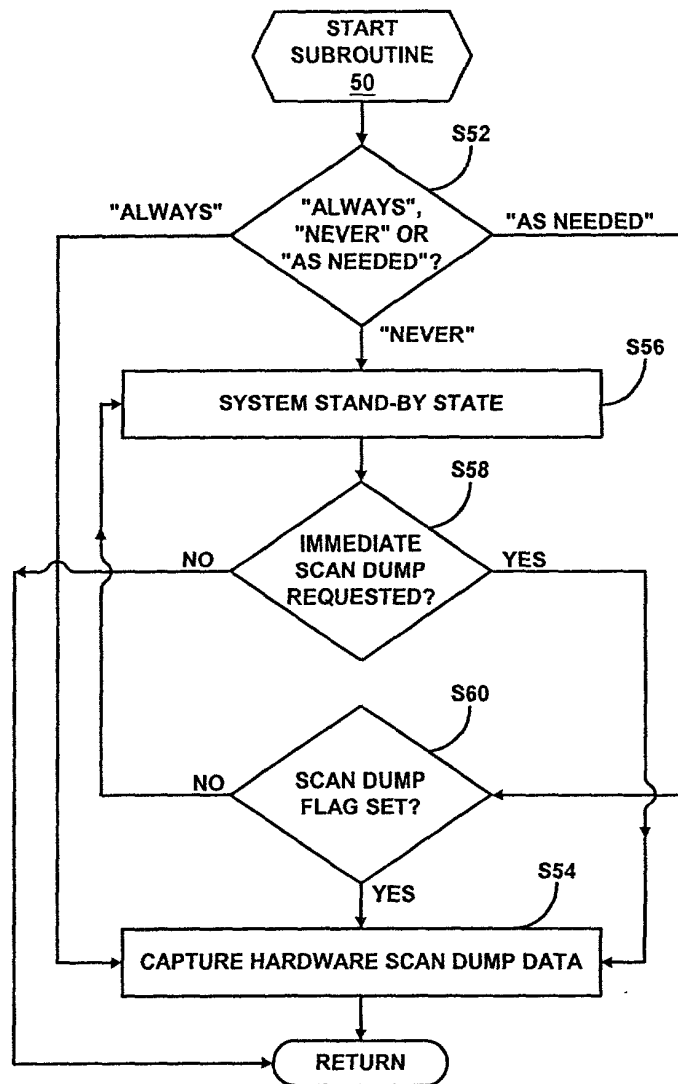 START
SUBROUTINE
50
S52
"ALWAYS"
"ALWAYS",
"NEVER" OR
"AS NEEDED"?
"AS NEEDED"
"NEVER"
S56
SYSTEM STAND-BY STATE
S58
NO
IMMEDIATE
SCAN DUMP
REQUESTED?
YES
S60
NO
SCAN DUMP
FLAG SET?
YES
S54
CAPTURE HARDWARE SCAN DUMP DATA
RETURN